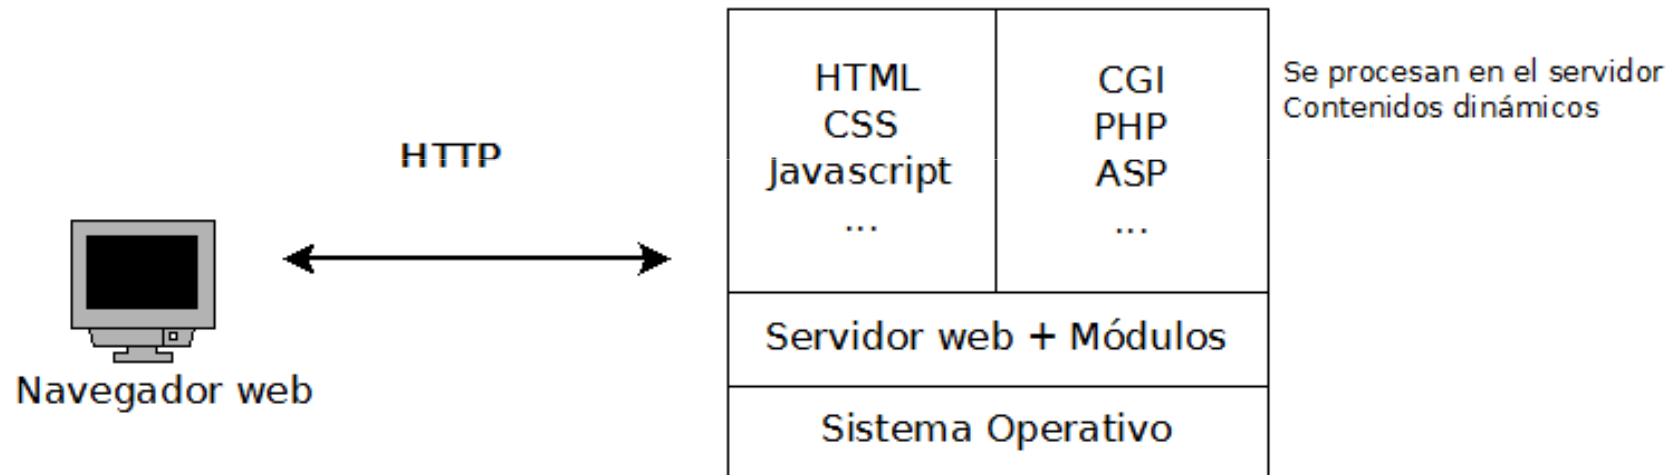 HTTP
Navegador web
HTML
CSS
Javascript
...
CGI
PHP
ASP
...
Se procesan en el servidor
Contenidos dinámicos
Servidor web + Módulos
Sistema Operativo